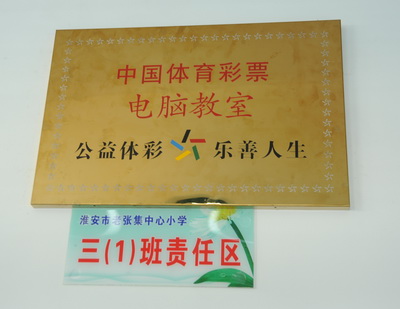 中国体育彩票
电脑教室
公益体彩 乐善人生
淮安市老张集中心小学
三(1)班责任区